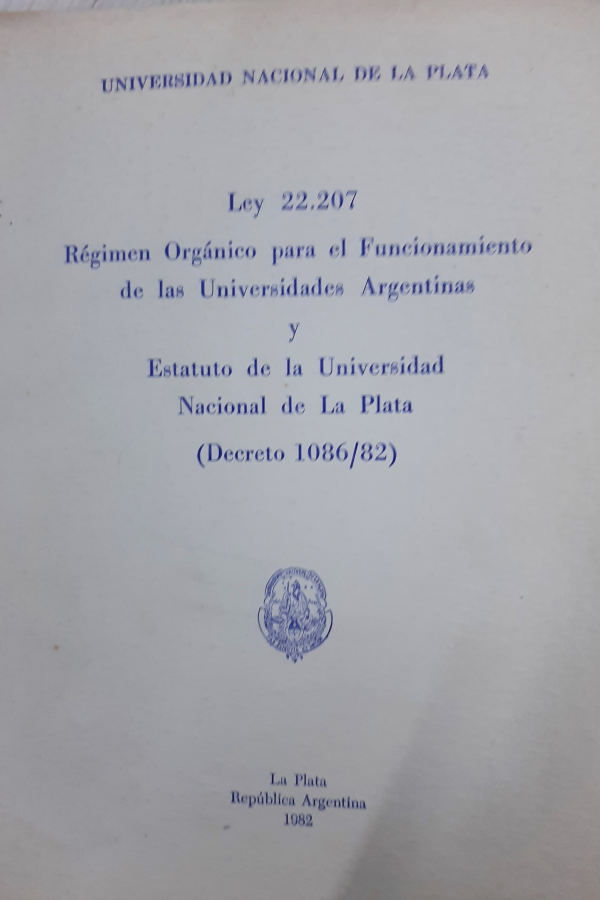 UNIVERSIDAD NACIONAL DE LA PLATA
Ley 22.207
Régimen Orgánico para el Funcionamiento
de las Universidades Argentinas
y
Estatuto de la Universidad
Nacional de La Plata
(Decreto 1086/82)
La Plata
República Argentina
1982